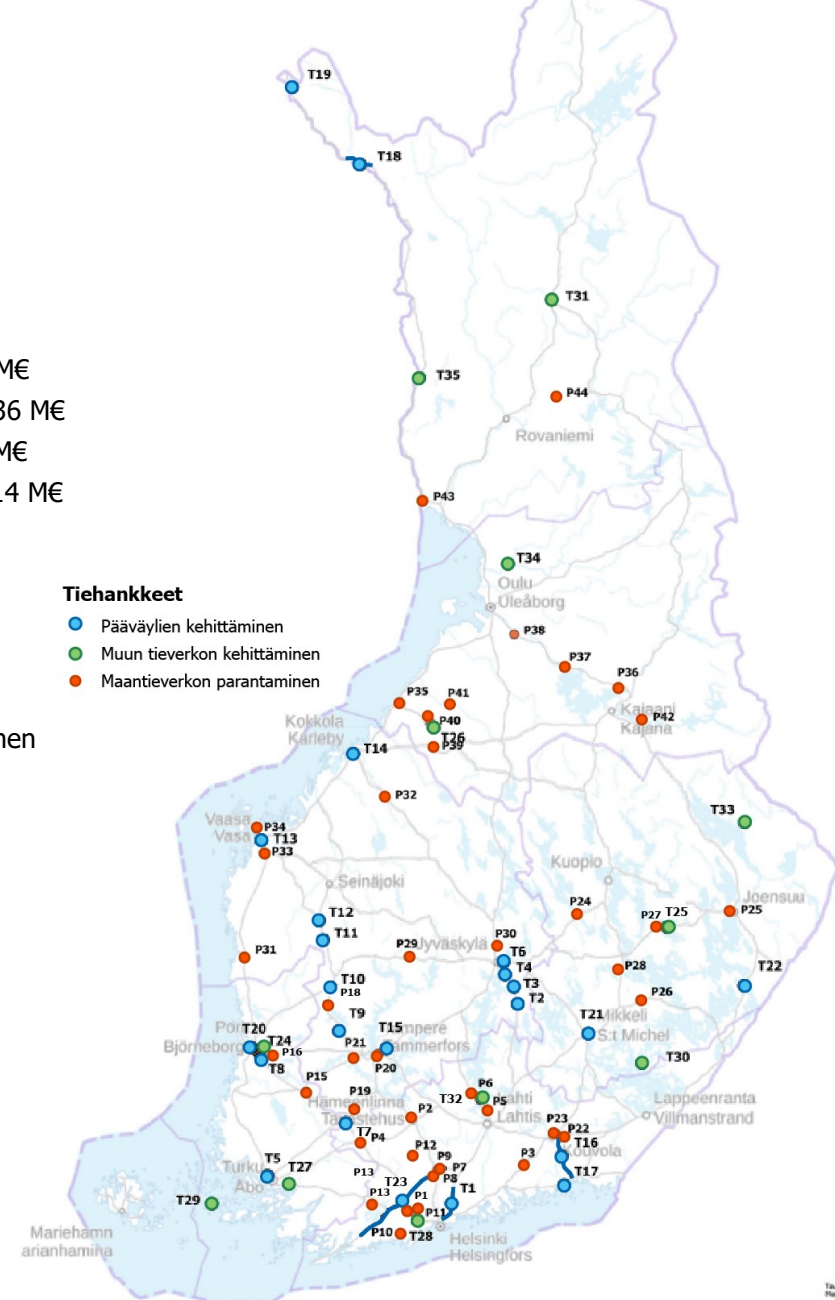 T19
T18
T31
M€
T35
36 M€
P44
Rovaniemi
M€
14 M€
P43
T34
Oulu
Uleåborg
Tiehankkeet
Pääväylien kehittäminen
P38
Muun tieverkon kehittäminen
P37
Maantieverkon parantaminen
P36
P35
P41
Kajaani
Kajana
P42
P40
Kokkola
Karleby
T26
P39
nen
T14
P32
T33
Vaasa
Vasa
P34
T13
P33
Kuopio
Seinäjoki
Joensuu
P24
P25
T12
P27
T25
T11
P30
Jyväskylä
P29
P31
T6
T4
P28
T22
T10
T3
P18
T2
P26
T9
Mikkeli
S:t Michel
T21
T20
T24
Björneborg
P16
T15
P21
P20
T8
T30
P15
P6
T32
P5
Lahti
Lahtis
Lappeenranta
Villmanstrand
P19
Hämeenlinna
P2
T7
P4
P23
P22
T16
Kouvola
P12
P9
P7
P3
P8
T5
Turku
Åbo
T27
P13
T17
T29
T23
P13
P1
T1
P11
Mariehamn
P10
T28
Helsinki
Helsingfors